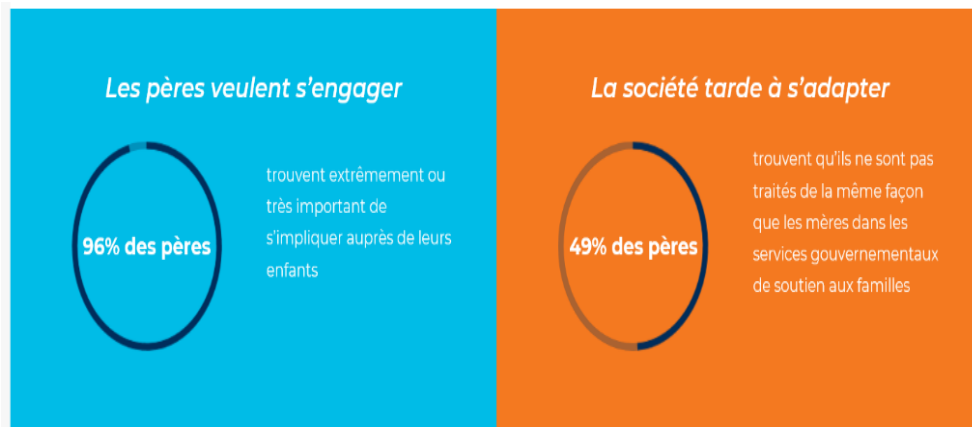 Les pères veulent s'engager
96% des pères
trouvent extrêmement ou
très important de
s'impliquer auprès de leurs
enfants
La société tarde à s'adapter
49% des pères
trouvent qu'ils ne sont pas
traités de la même façon
que les mères dans les
services gouvernementaux
de soutien aux familles